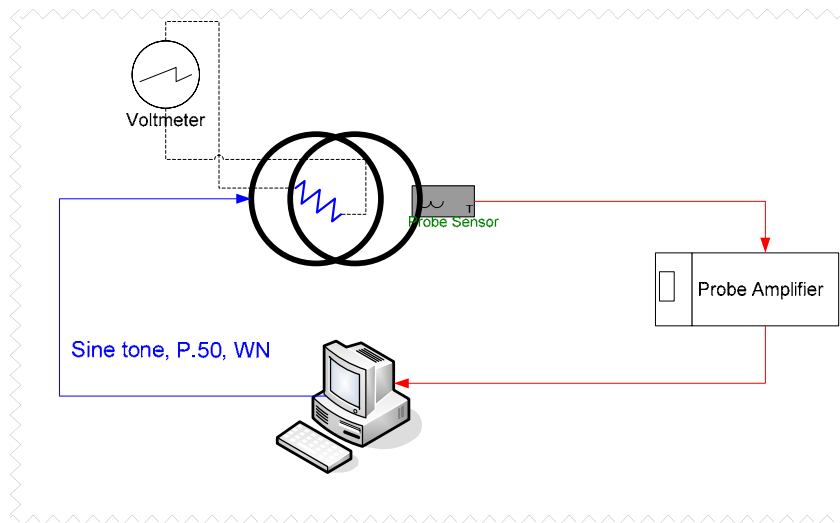 Voltmeter
T
Probe Sensor
Probe Amplifier
Sine tone, P.50, WN